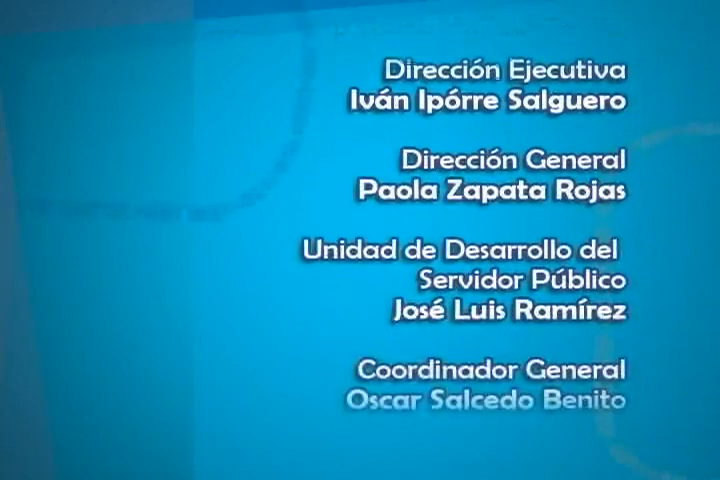 Dirección Ejecutiva
Iván Ipórre Salguero
Dirección General
Paola Zapata Rojas
Unidad de Desarrollo del
Servidor Público
José Luis Ramírez
Coordinador General
Oscar Salcedo Benito